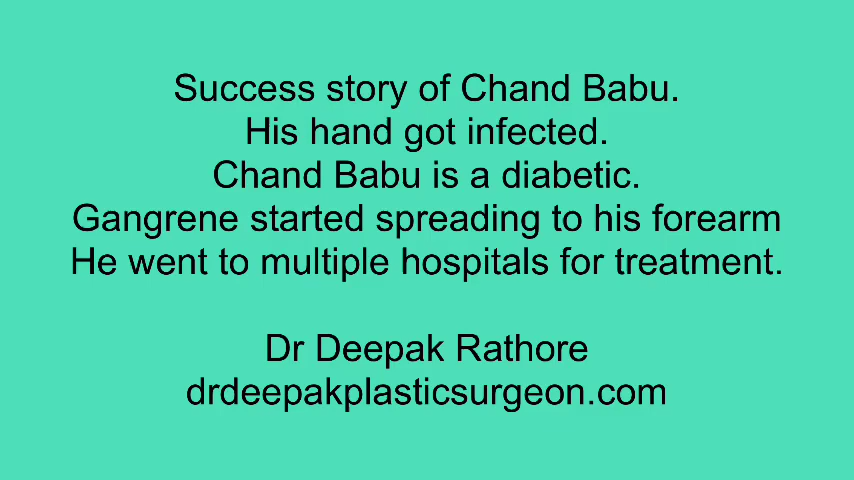 Success story of Chand Babu.
His hand got infected.
Chand Babu is a diabetic.
Gangrene started spreading to his forearm
He went to multiple hospitals for treatment.
Dr Deepak Rathore
drdeepakplasticsurgeon.com